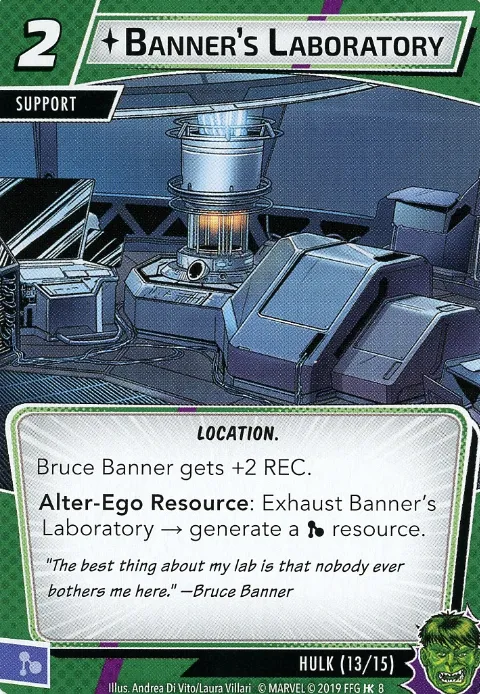 2
BANNER'S LABORATORY
SUPPORT
LOCATION.
Bruce Banner gets +2 REC.
Alter-Ego Resource: Exhaust Banner's
Laboratory → generate a resource.
"The best thing about my lab is that nobody ever
bothers me here." —Bruce Banner
HULK (13/15)
Illus. Andrea Di Vito/Laura Villari © MARVEL © 2019 FFG HK 8